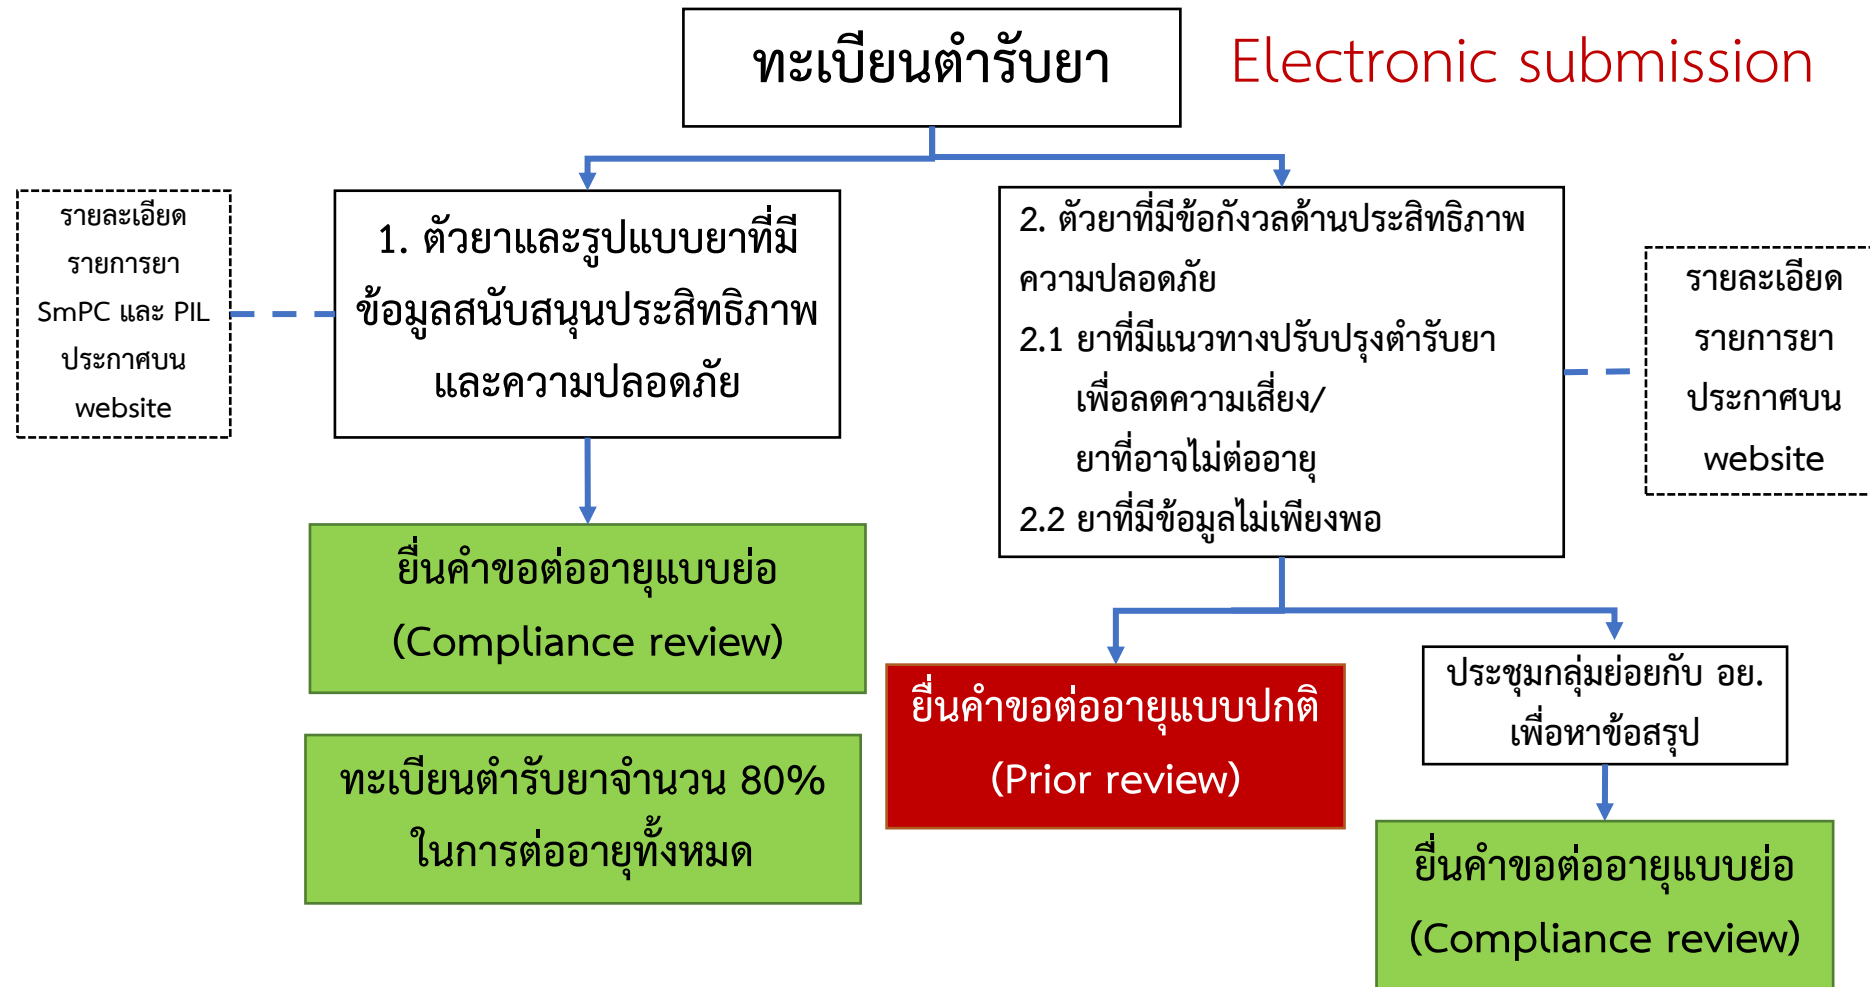 ทะเบียนตำรับยา
Electronic submission
รายละเอียด
รายการยา
SmPC และ PIL
ประกาศบน
website
1. ตัวยาและรูปแบบยาที่มี
ข้อมูลสนับสนุนประสิทธิภาพ
และความปลอดภัย
2. ตัวยาที่มีข้อกังวลด้านประสิทธิภาพ
ความปลอดภัย
2.1 ยาที่มีแนวทางปรับปรุงตำรับยา
เพื่อลดความเสี่ยง/
ยาที่อาจไม่ต่ออายุ
2.2 ยาที่มีข้อมูลไม่เพียงพอ
รายละเอียด
รายการยา
ประกาศบน
website
ยื่นคำขอต่ออายุแบบย่อ
(Compliance review)
ทะเบียนตำรับยาจำนวน 80%
ในการต่ออายุทั้งหมด
ยื่นคำขอต่ออายุแบบปกติ
(Prior review)
ประชุมกลุ่มย่อยกับ อย.
เพื่อหาข้อสรุป
ยื่นคำขอต่ออายุแบบย่อ
(Compliance review)